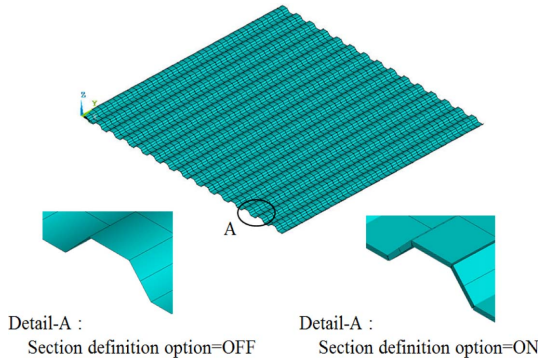 Z
Y
A
Detail-A :
Section definition option=OFF
Detail-A :
Section definition option=ON